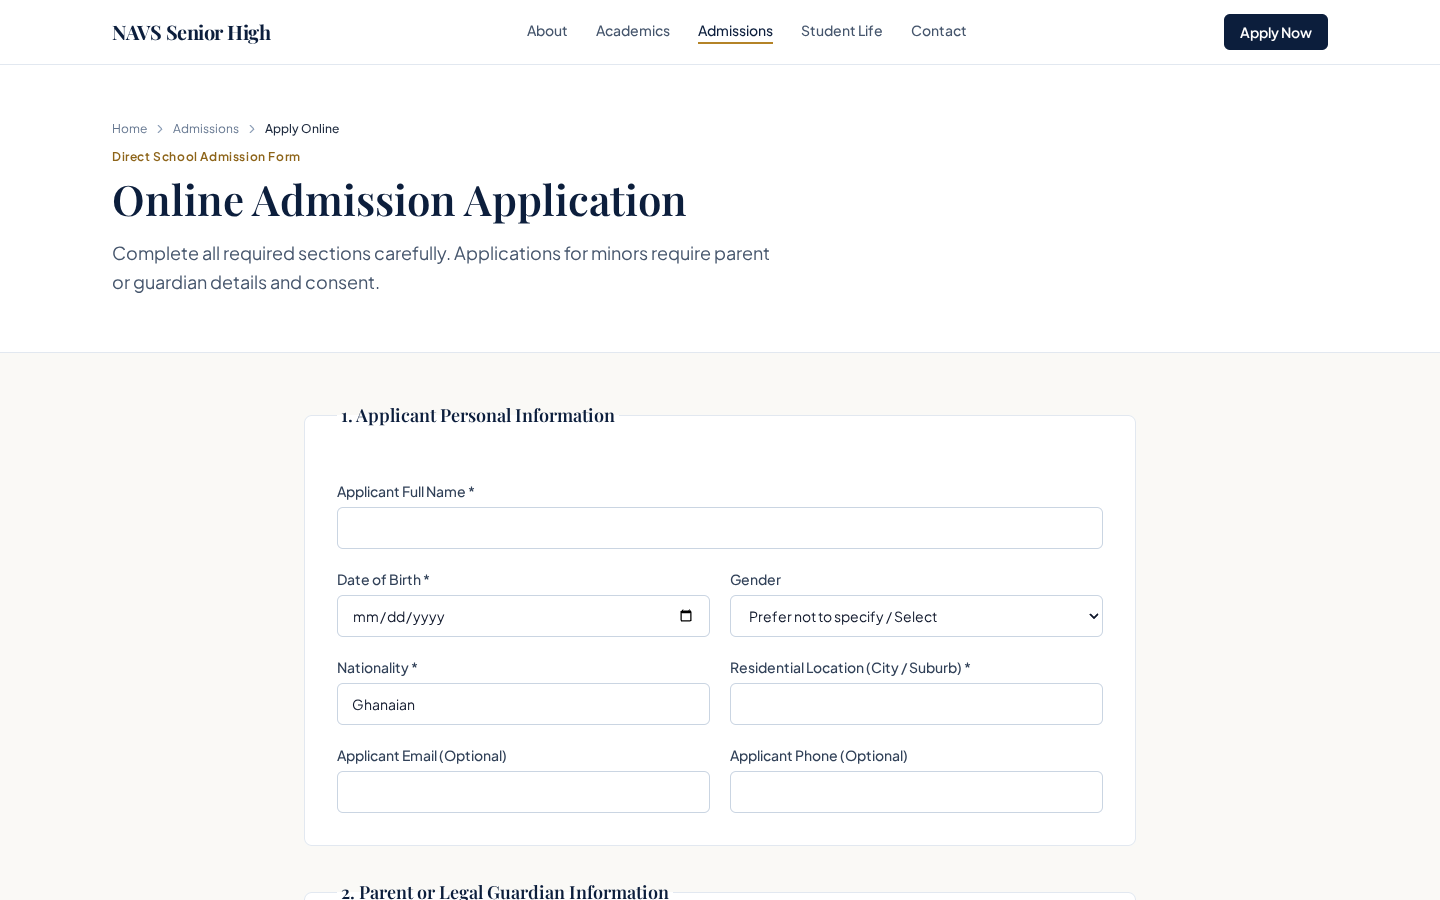 NAVS Senior High
About
Academics
Admissions
Student Life
Contact
Apply Now
Home
Admissions
Apply Online
Direct School Admission Form
Online Admission Application
Complete all required sections carefully. Applications for minors require parent
or guardian details and consent.
1. Applicant Personal Information
Applicant Full Name *
Date of Birth *
Gender
mm/dd/yyyy
Prefer not to specify / Select
Nationality *
Residential Location (City / Suburb) *
Ghanaian
Applicant Email (Optional)
Applicant Phone (Optional)
2. Parent or Legal Guardian Information